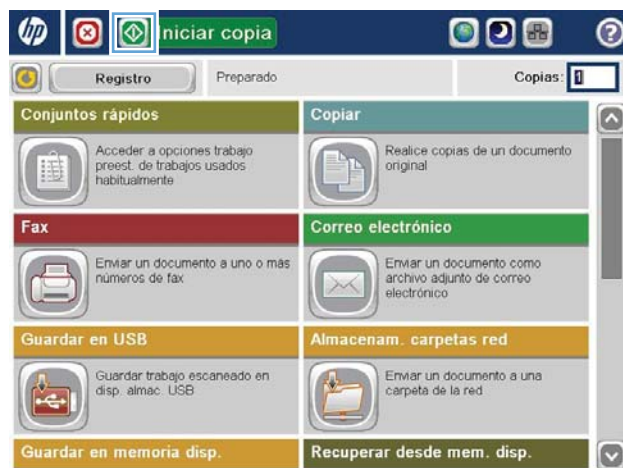 hp
Iniciar copia
?
Registro
Preparado
Copias: 1
Conjuntos rápidos
Acceder a opciones trabajo
preest. de trabajos usados
habitualmente
Copiar
Realice copias de un documento
original
Fax
Enviar un documento a uno o más
números de fax
Correo electrónico
Enviar un documento como
archivo adjunto de correo
electrónico
Guardar en USB
Guardar trabajo escaneado en
disp. almac. USB
Almacenam. carpetas red
Enviar un documento a una
carpeta de la red
Guardar en memoria disp.
Recuperar desde mem. disp.